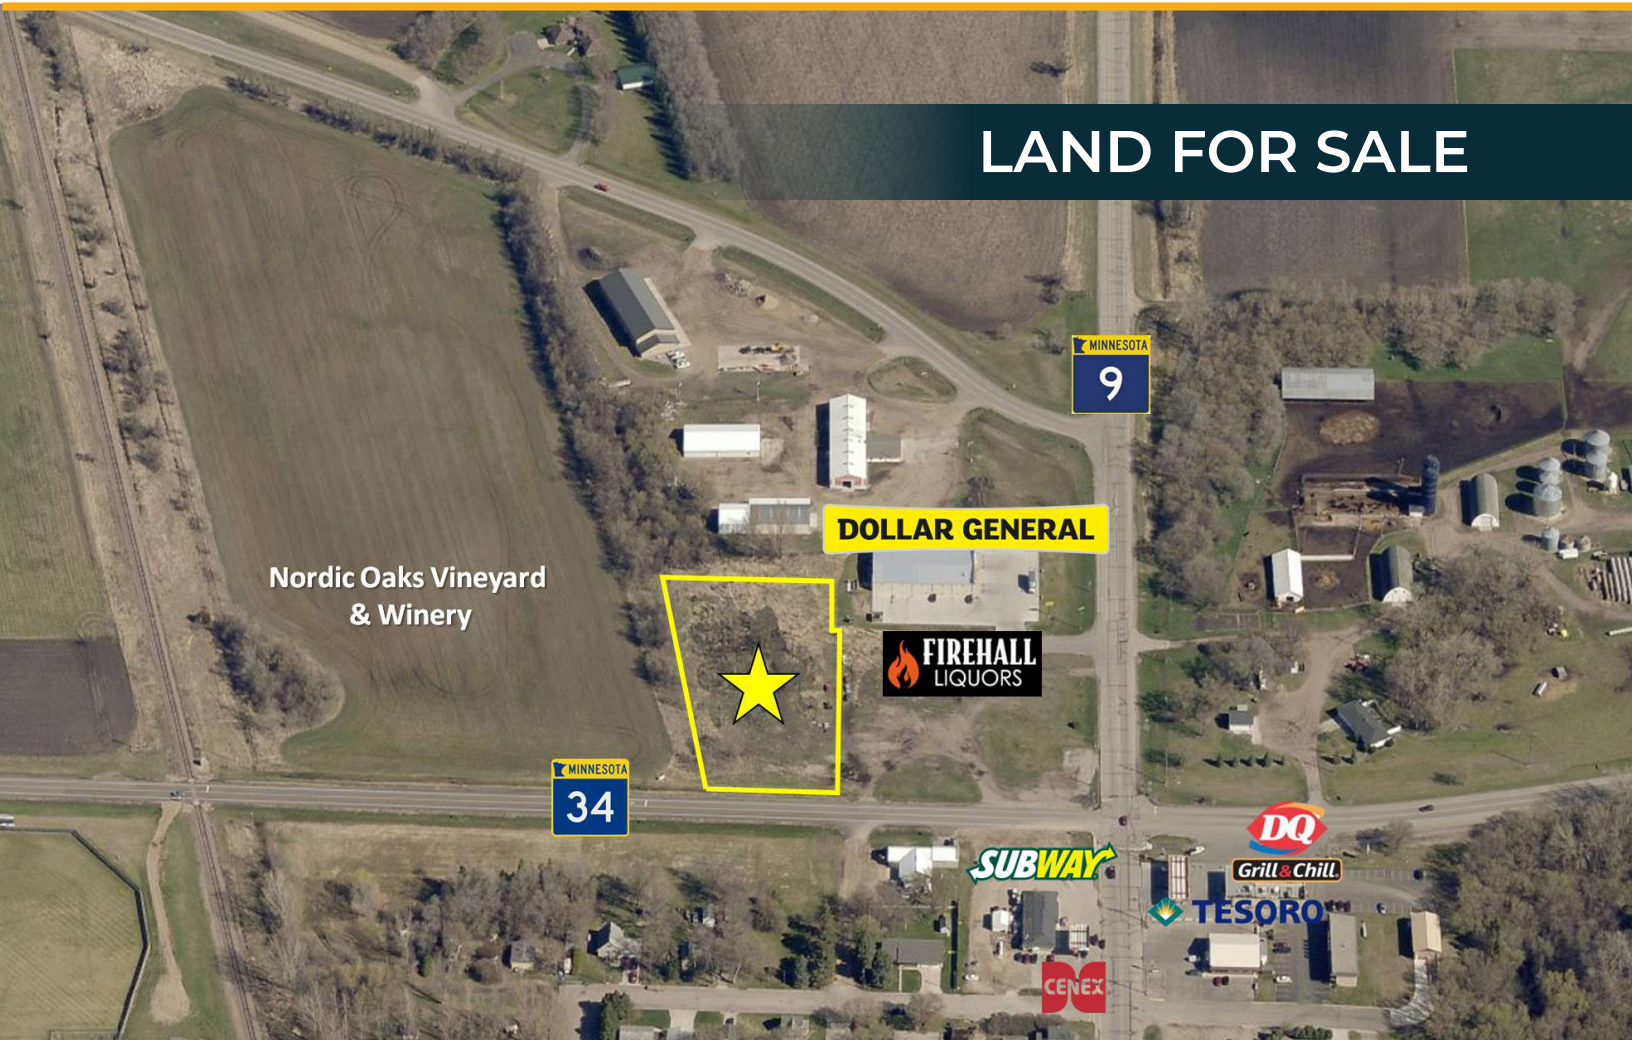 LAND FOR SALE
MINNESOTA
9
DOLLAR GENERAL
Nordic Oaks Vineyard
& Winery
FIREHALL
LIQUORS
MINNESOTA
34
DQ
Grill & Chill
SUBWAY
TESORO
CENEX